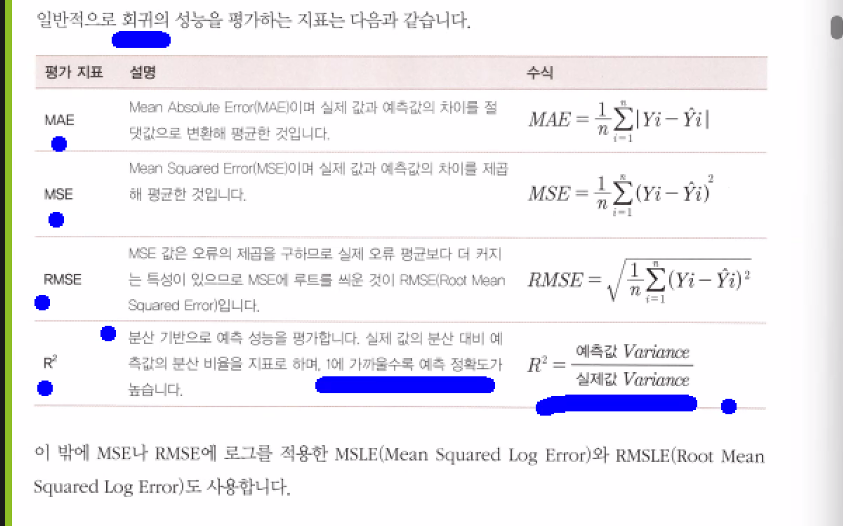 일반적으로 회귀의 성능을 평가하는 지표는 다음과 같습니다.
평가 지표 설명 수식
MAE Mean Absolute Error(MAE)이며 실제 값과 예측값의 차이를 절
댓값으로 변환해 평균한 것입니다.
MAE = \frac{1}{n}\sum_{i=1}^{n}|Yi − Ŷi|
MSE Mean Squared Error(MSE)이며 실제 값과 예측값의 차이를 제곱
해 평균한 것입니다.
MSE = \frac{1}{n}\sum_{i=1}^{n}(Yi − Ŷi)^2
RMSE MSE 값은 오류의 제곱을 구하므로 실제 오류 평균보다 더 커지
는 특성이 있으므로 MSE에 루트를 씌운 것이 RMSE(Root Mean
Squared Error)입니다.
RMSE = \sqrt{\frac{1}{n}\sum_{i=1}^{n}(Yi − Ŷi)^2}
R² 분산 기반으로 예측 성능을 평가합니다. 실제 값의 분산 대비 예
측값의 분산 비율을 지표로 하며, 1에 가까울수록 예측 정확도가
높습니다.
R² = \frac{예측값 Variance}{실제값 Variance}
이 밖에 MSE나 RMSE에 로그를 적용한 MSLE(Mean Squared Log Error)와 RMSLE(Root Mean
Squared Log Error)도 사용합니다.